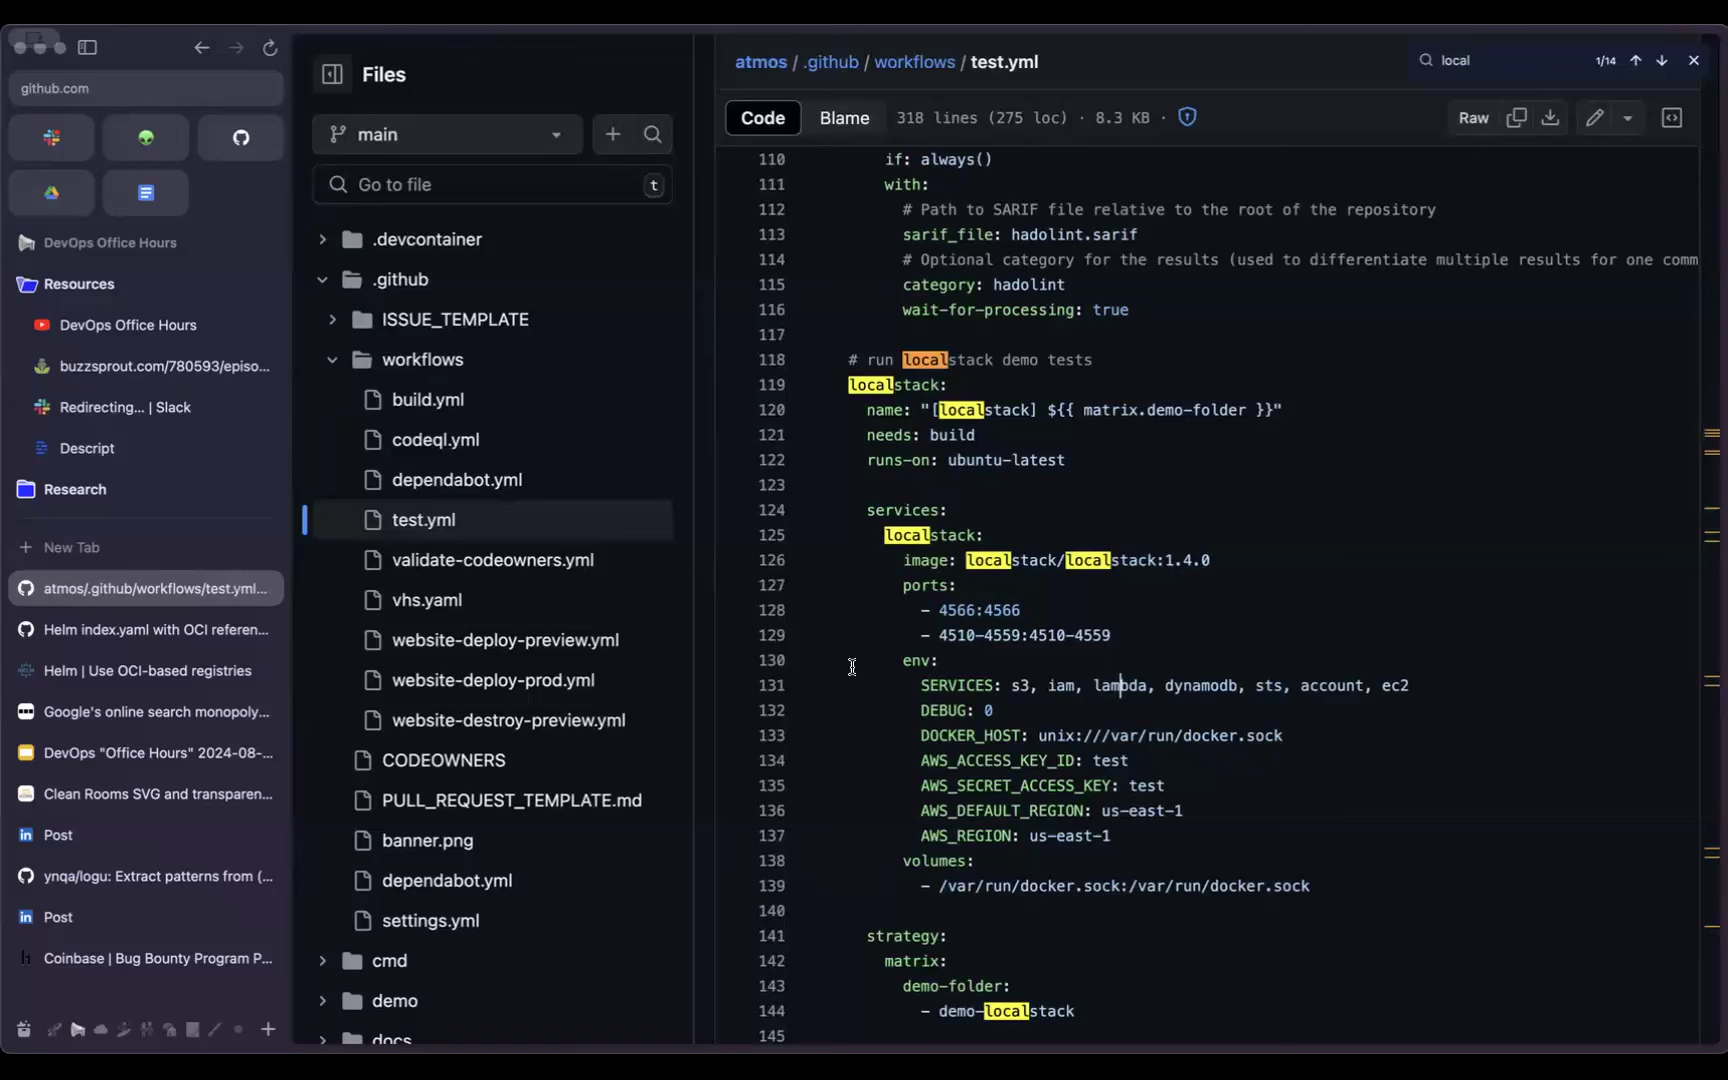 github.com
DevOps Office Hours
Resources
DevOps Office Hours
buzzsprout.com/780593/episo...
Redirecting... | Slack
Descript
Research
New Tab
atmos/.github/workflows/test.yml...
Helm index.yaml with OCI referen...
Helm | Use OCI-based registries
Google's online search monopoly...
DevOps "Office Hours" 2024-08-...
Clean Rooms SVG and transparen...
Post
ynqa/logu: Extract patterns from (...
Post
Coinbase | Bug Bounty Program P...
Files
main
Go to file
t
.devcontainer
.github
ISSUE_TEMPLATE
workflows
build.yml
codeql.yml
dependabot.yml
test.yml
validate-codeowners.yml
vhs.yaml
website-deploy-preview.yml
website-deploy-prod.yml
website-destroy-preview.yml
CODEOWNERS
PULL_REQUEST_TEMPLATE.md
banner.png
dependabot.yml
settings.yml
cmd
demo
docs
atmos / .github / workflows / test.yml
local 1/14
Code Blame 318 lines (275 loc) · 8.3 KB · Raw
110 if: always()
111 with:
112 # Path to SARIF file relative to the root of the repository
113 sarif_file: hadolint.sarif
114 # Optional category for the results (used to differentiate multiple results for one comm
115 category: hadolint
116 wait-for-processing: true
117
118 # run localstack demo tests
119 localstack:
120 name: "[localstack] ${{ matrix.demo-folder }}"
121 needs: build
122 runs-on: ubuntu-latest
123
124 services:
125 localstack:
126 image: localstack/localstack:1.4.0
127 ports:
128 - 4566:4566
129 - 4510-4559:4510-4559
130 env:
131 SERVICES: s3, iam, lambda, dynamodb, sts, account, ec2
132 DEBUG: 0
133 DOCKER_HOST: unix:///var/run/docker.sock
134 AWS_ACCESS_KEY_ID: test
135 AWS_SECRET_ACCESS_KEY: test
136 AWS_DEFAULT_REGION: us-east-1
137 AWS_REGION: us-east-1
138 volumes:
139 - /var/run/docker.sock:/var/run/docker.sock
140
141 strategy:
142 matrix:
143 demo-folder:
144 - demo-localstack
145